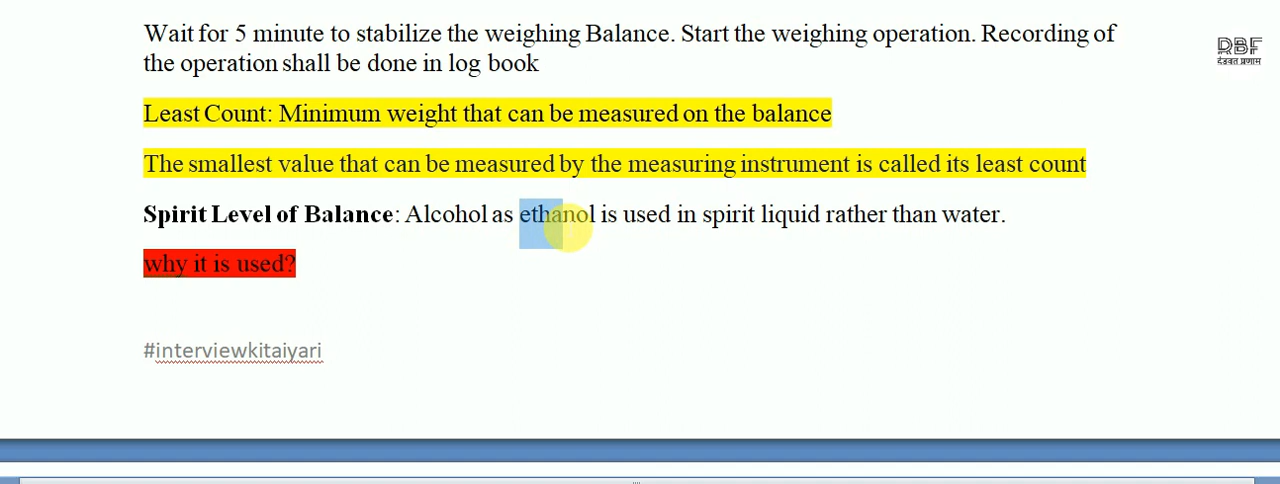 Wait for 5 minute to stabilize the weighing Balance. Start the weighing operation. Recording of
the operation shall be done in log book
RBF
दंडवत प्रणाम
Least Count: Minimum weight that can be measured on the balance
The smallest value that can be measured by the measuring instrument is called its least count
Spirit Level of Balance: Alcohol as ethanol is used in spirit liquid rather than water.
why it is used?
#interviewkitaiyari